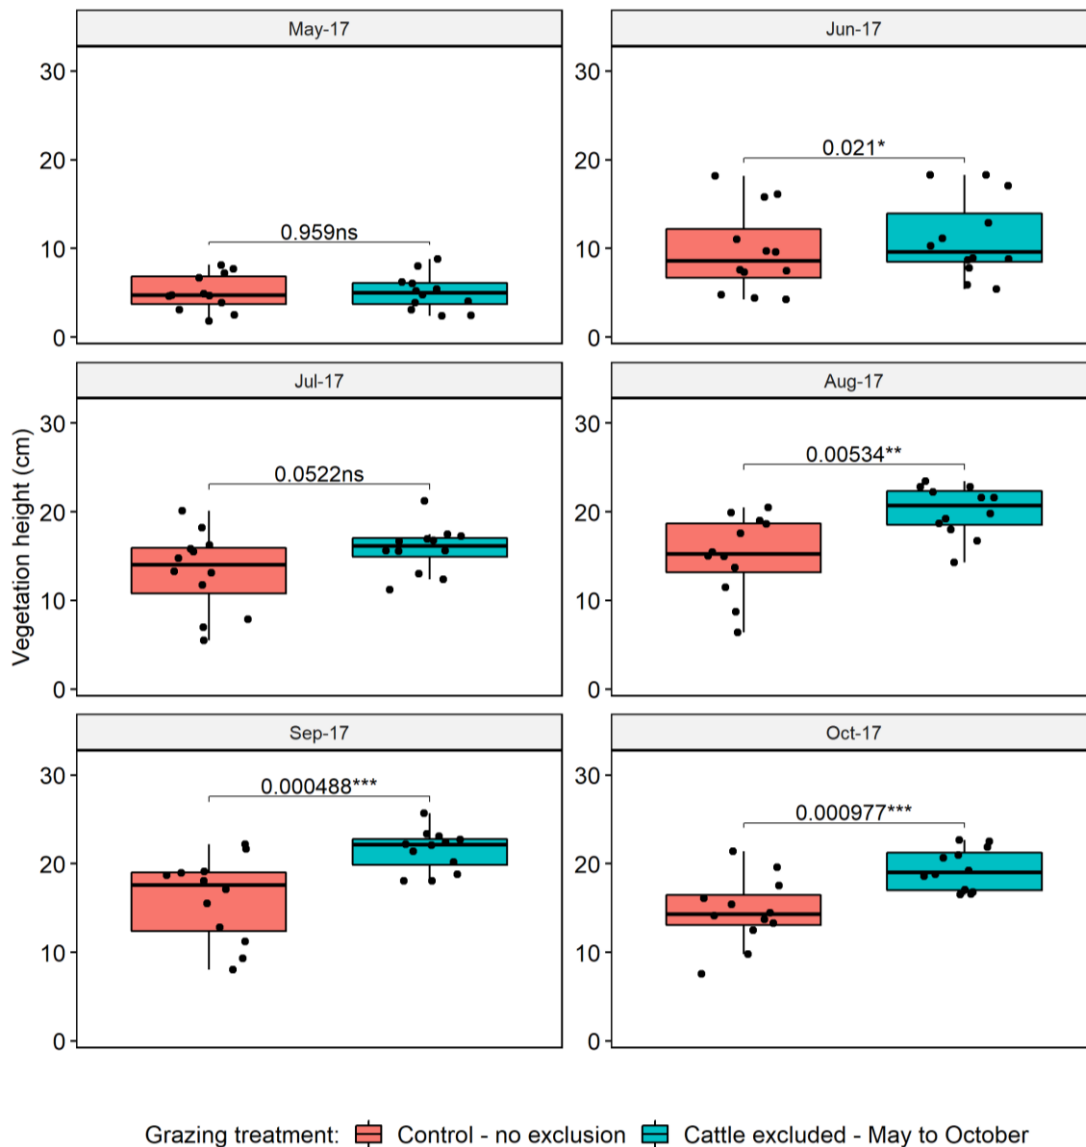 May-17
Jun-17
30
20
10
0
0.959ns
30
20
10
0
0.021*
Jul-17
Aug-17
Vegetation height (cm)
30
20
10
0
0.0522ns
30
20
10
0
0.00534**
Sep-17
Oct-17
30
20
10
0
0.000488***
30
20
10
0
0.000977***
Grazing treatment: Control - no exclusion Cattle excluded - May to October